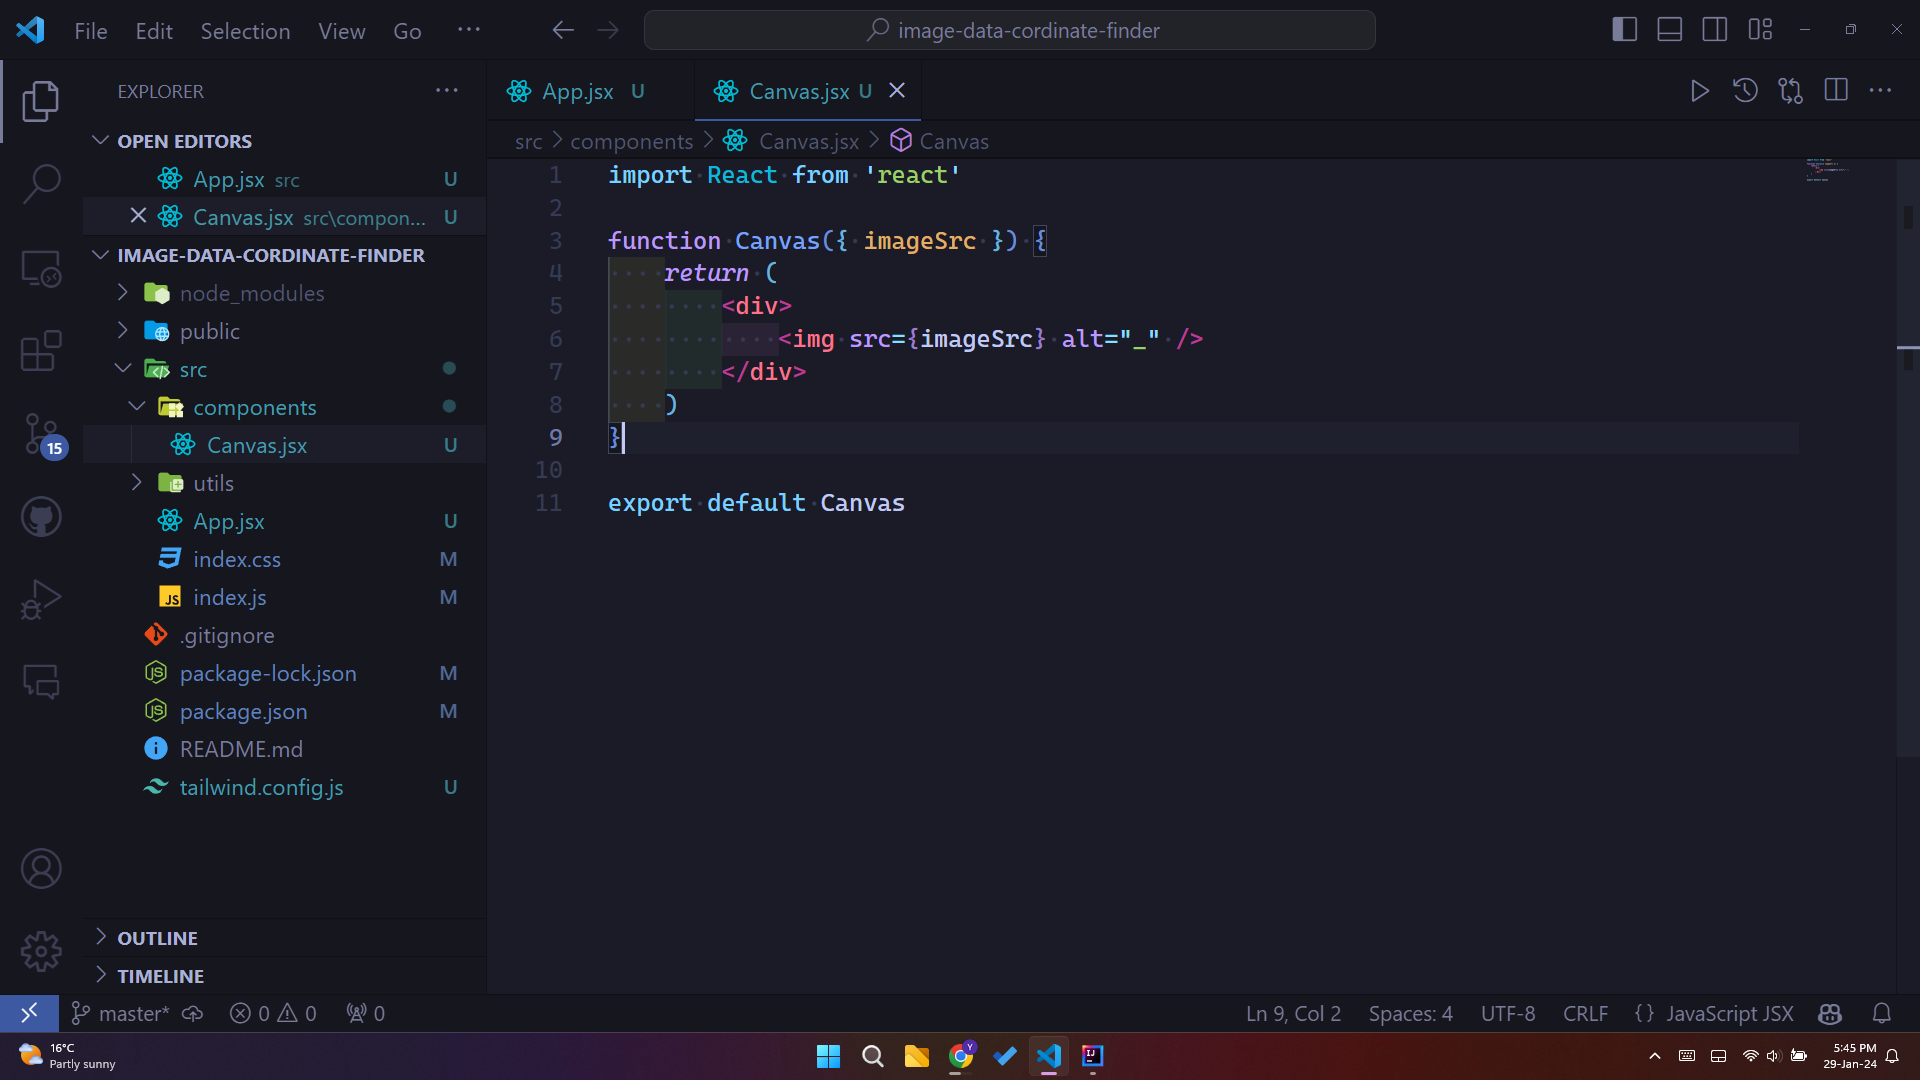 File Edit Selection View Go ···
image-data-cordinate-finder
EXPLORER
OPEN EDITORS
App.jsx src U
Canvas.jsx src\compon... U
IMAGE-DATA-CORDINATE-FINDER
node_modules
public
src
components
Canvas.jsx U
utils
App.jsx U
index.css M
JS index.js M
.gitignore
package-lock.json M
package.json M
README.md
tailwind.config.js U
OUTLINE
TIMELINE
15
App.jsx U
Canvas.jsx U
src > components > Canvas.jsx > Canvas
1 import React from 'react'
2
3 function Canvas({ imageSrc }) {
4 return (
5 <div>
6 <img src={imageSrc} alt="_" />
7 </div>
8 )
9 }
10
11 export default Canvas
master* 0 0 0
Ln 9, Col 2 Spaces: 4 UTF-8 CRLF {} JavaScript JSX
16°C
Partly sunny
Y
IJ
5:45 PM
29-Jan-24